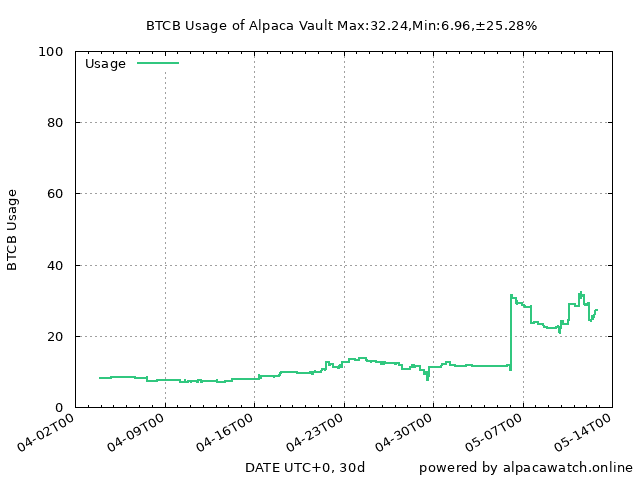 BTCB Usage of Alpaca Vault Max:32.24,Min:6.96,±25.28%
Usage
100
80
60
40
20
0
BTCB Usage
04-02T00
04-09T00
04-16T00
04-23T00
04-30T00
05-07T00
05-14T00
DATE UTC+0, 30d
powered by alpacawatch.online